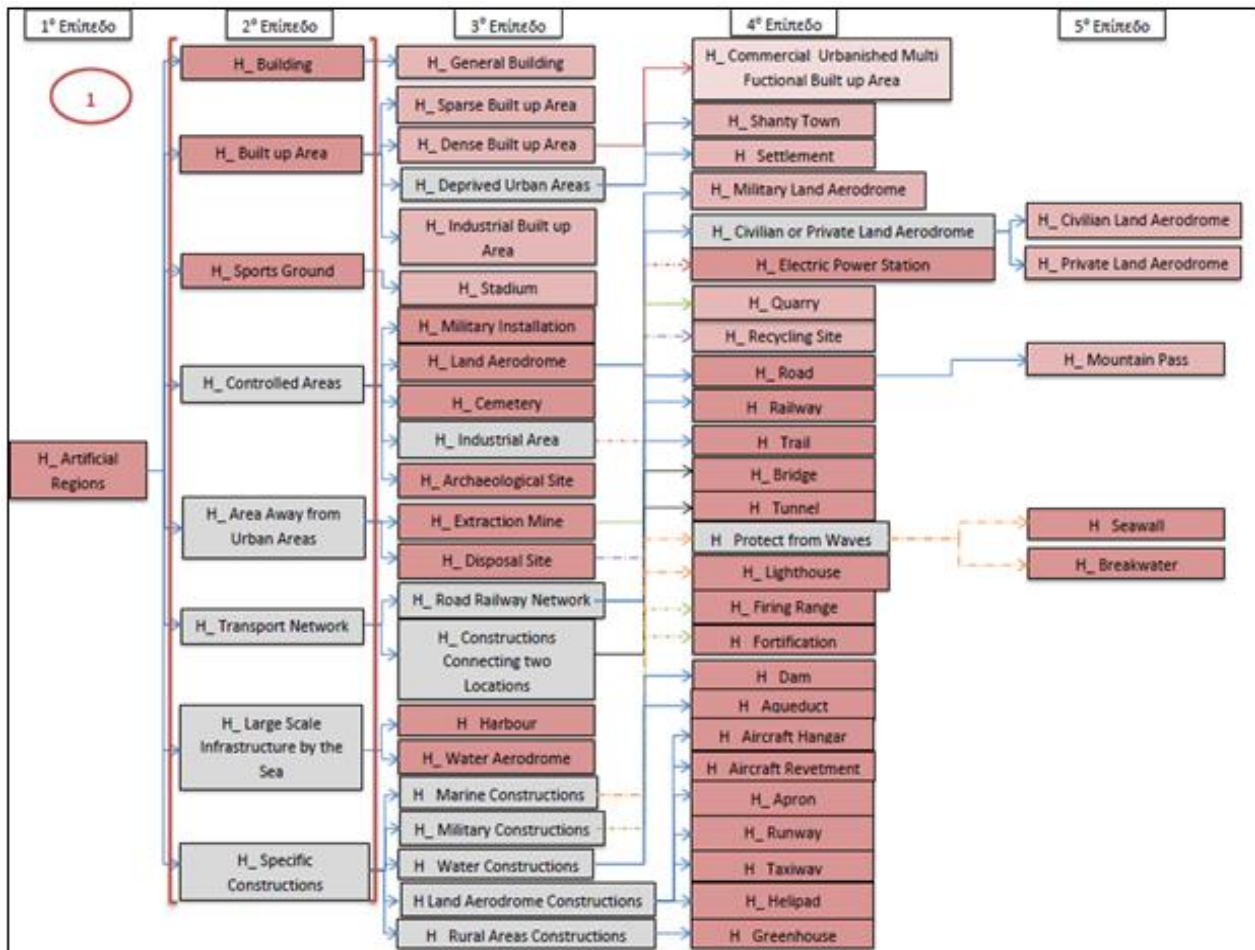 1º Επίπεδο
2º Επίπεδο
3º Επίπεδο
4º Επίπεδο
5º Επίπεδο
1
H_ Artificial
Regions
H_ Building
H_ Built up Area
H_ Sports Ground
H_ Controlled Areas
H_ Area Away from
Urban Areas
H_ Transport Network
H_ Large Scale
Infrastructure by the
Sea
H_ Specific
Constructions
H_ General Building
H_ Sparse Built up Area
H_ Dense Built up Area
H_ Deprived Urban Areas
H_ Industrial Built up
Area
H_ Stadium
H_ Military Installation
H_ Land Aerodrome
H_ Cemetery
H_ Industrial Area
H_ Archaeological Site
H_ Extraction Mine
H_ Disposal Site
H_ Road Railway Network
H_ Constructions
Connecting two
Locations
H Harbour
H_ Water Aerodrome
H Marine Constructions
H_ Military Constructions
H Water Constructions
H Land Aerodrome Constructions
H Rural Areas Constructions
H_ Commercial Urbanished Multi
Fuctional Built up Area
H_ Shanty Town
H Settlement
H_ Military Land Aerodrome
H_ Civilian or Private Land Aerodrome
H_ Electric Power Station
H_ Quarry
H_ Recycling Site
H_ Road
H Railway
H Trail
H_ Bridge
H Tunnel
H Protect from Waves
H_ Lighthouse
H_ Firing Range
H Fortification
H Dam
H Aqueduct
H Aircraft Hangar
H Aircraft Revetment
H_ Apron
H_ Runway
H Taxiway
H_ Helipad
H Greenhouse
H_ Civilian Land Aerodrome
H_ Private Land Aerodrome
H_ Mountain Pass
H Seawall
H_ Breakwater